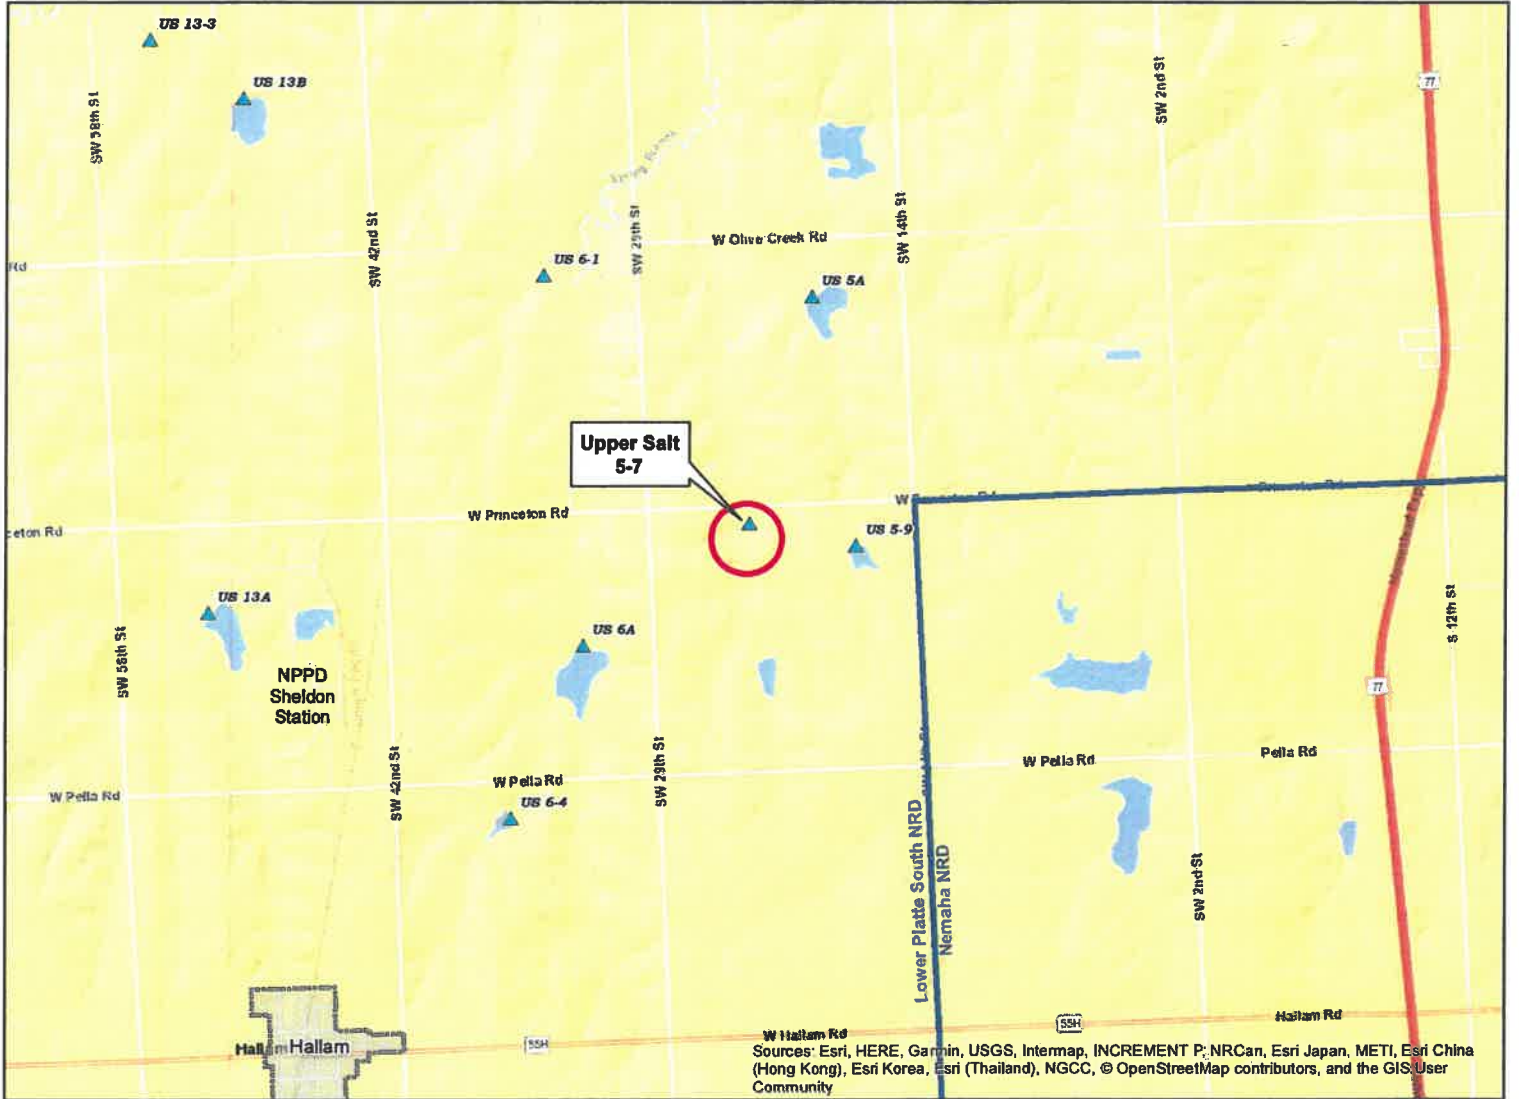 US 13-3
US 13B
77
SW 2nd St
SW 58th St
SW 14th St
SW 42nd St
SW 29th St
W Olive Creek Rd
US 6-1
Rd
US 5A
Upper Salt
5-7
W Princeton Rd
W
ceton Rd
US 5-9
US 13A
S 12th St
US 6A
SW 56th St
NPPD
Sheldon
Station
77
SW 42nd St
SW 29th St
W Pella Rd
Pella Rd
W Pella Rd
W Pella Rd
US 6-4
Lower Platte South NRD
Nemaha NRD
SW 2nd St
55H
Hallam Rd
W Hallam Rd
55H
Hallam
Sources: Esri, HERE, Garmin, USGS, Intermap, INCREMENT P, NRCan, Esri Japan, METI, Esri China
(Hong Kong), Esri Korea, Esri (Thailand), NGCC, © OpenStreetMap contributors, and the GIS User
Community